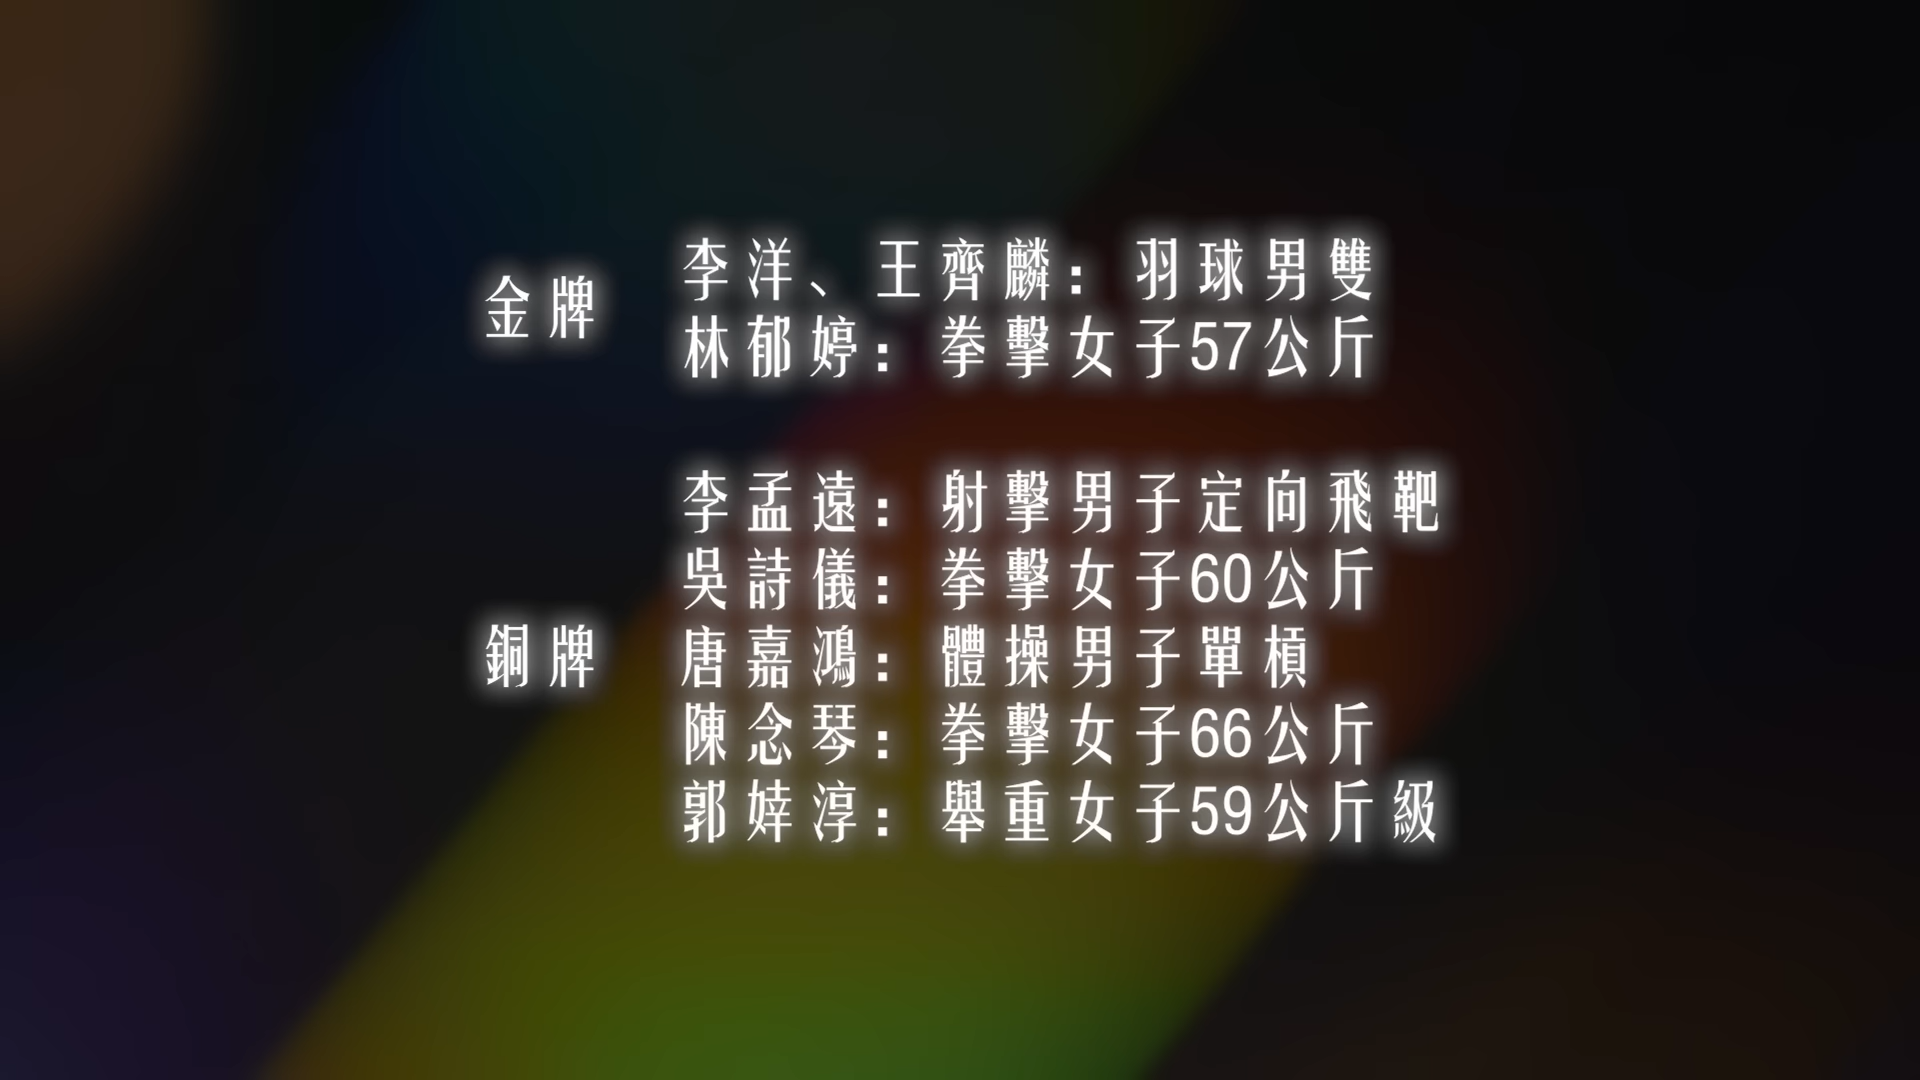 金牌
李洋、王齊麟：羽球男雙
林郁婷：拳擊女子57公斤
銅牌
李孟遠：射擊男子定向飛靶
吳詩儀：拳擊女子60公斤
唐嘉鴻：體操男子單槓
陳念琴：拳擊女子66公斤
郭婞淳：舉重女子59公斤級